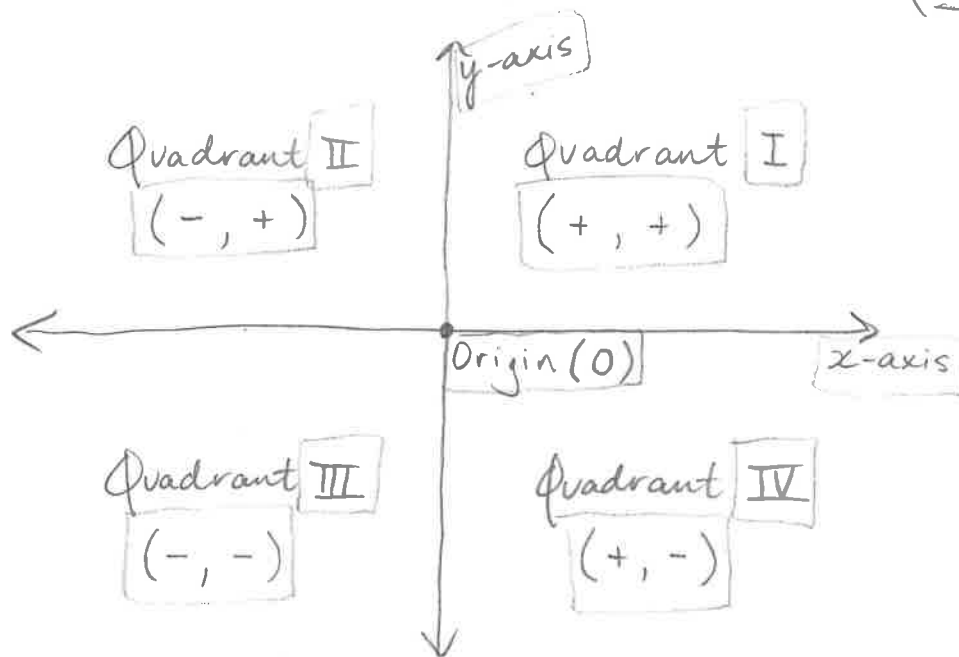 y-axis
Quadrant II
(-, +)
Quadrant I
(+, +)
Origin (0)
x-axis
Quadrant III
(-, -)
Quadrant IV
(+, -)